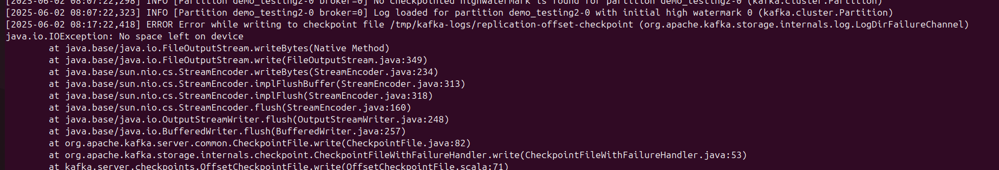 [2025-06-02 08:07:22,298] INFO [Partition demo_testing2-0 broker=0] No checkpointed highwatermark is found for partition demo_testing2-0 (kafka.cluster.Partition)
[2025-06-02 08:07:22,323] INFO [Partition demo_testing2-0 broker=0] Log loaded for partition demo_testing2-0 with initial high watermark 0 (kafka.cluster.Partition)
[2025-06-02 08:17:22,418] ERROR Error while writing to checkpoint file /tmp/kafka-logs/replication-offset-checkpoint (org.apache.kafka.storage.internals.log.LogDirFailureChannel)
java.io.IOException: No space left on device
        at java.base/java.io.FileOutputStream.writeBytes(Native Method)
        at java.base/java.io.FileOutputStream.write(FileOutputStream.java:349)
        at java.base/sun.nio.cs.StreamEncoder.writeBytes(StreamEncoder.java:234)
        at java.base/sun.nio.cs.StreamEncoder.implFlushBuffer(StreamEncoder.java:313)
        at java.base/sun.nio.cs.StreamEncoder.implFlush(StreamEncoder.java:318)
        at java.base/sun.nio.cs.StreamEncoder.flush(StreamEncoder.java:160)
        at java.base/java.io.OutputStreamWriter.flush(OutputStreamWriter.java:248)
        at java.base/java.io.BufferedWriter.flush(BufferedWriter.java:257)
        at org.apache.kafka.server.common.CheckpointFile.write(CheckpointFile.java:82)
        at org.apache.kafka.storage.internals.checkpoint.CheckpointFileWithFailureHandler.write(CheckpointFileWithFailureHandler.java:53)
        at kafka.server.checkpoints.OffsetCheckpointFile.write(OffsetCheckpointFile.scala:71)